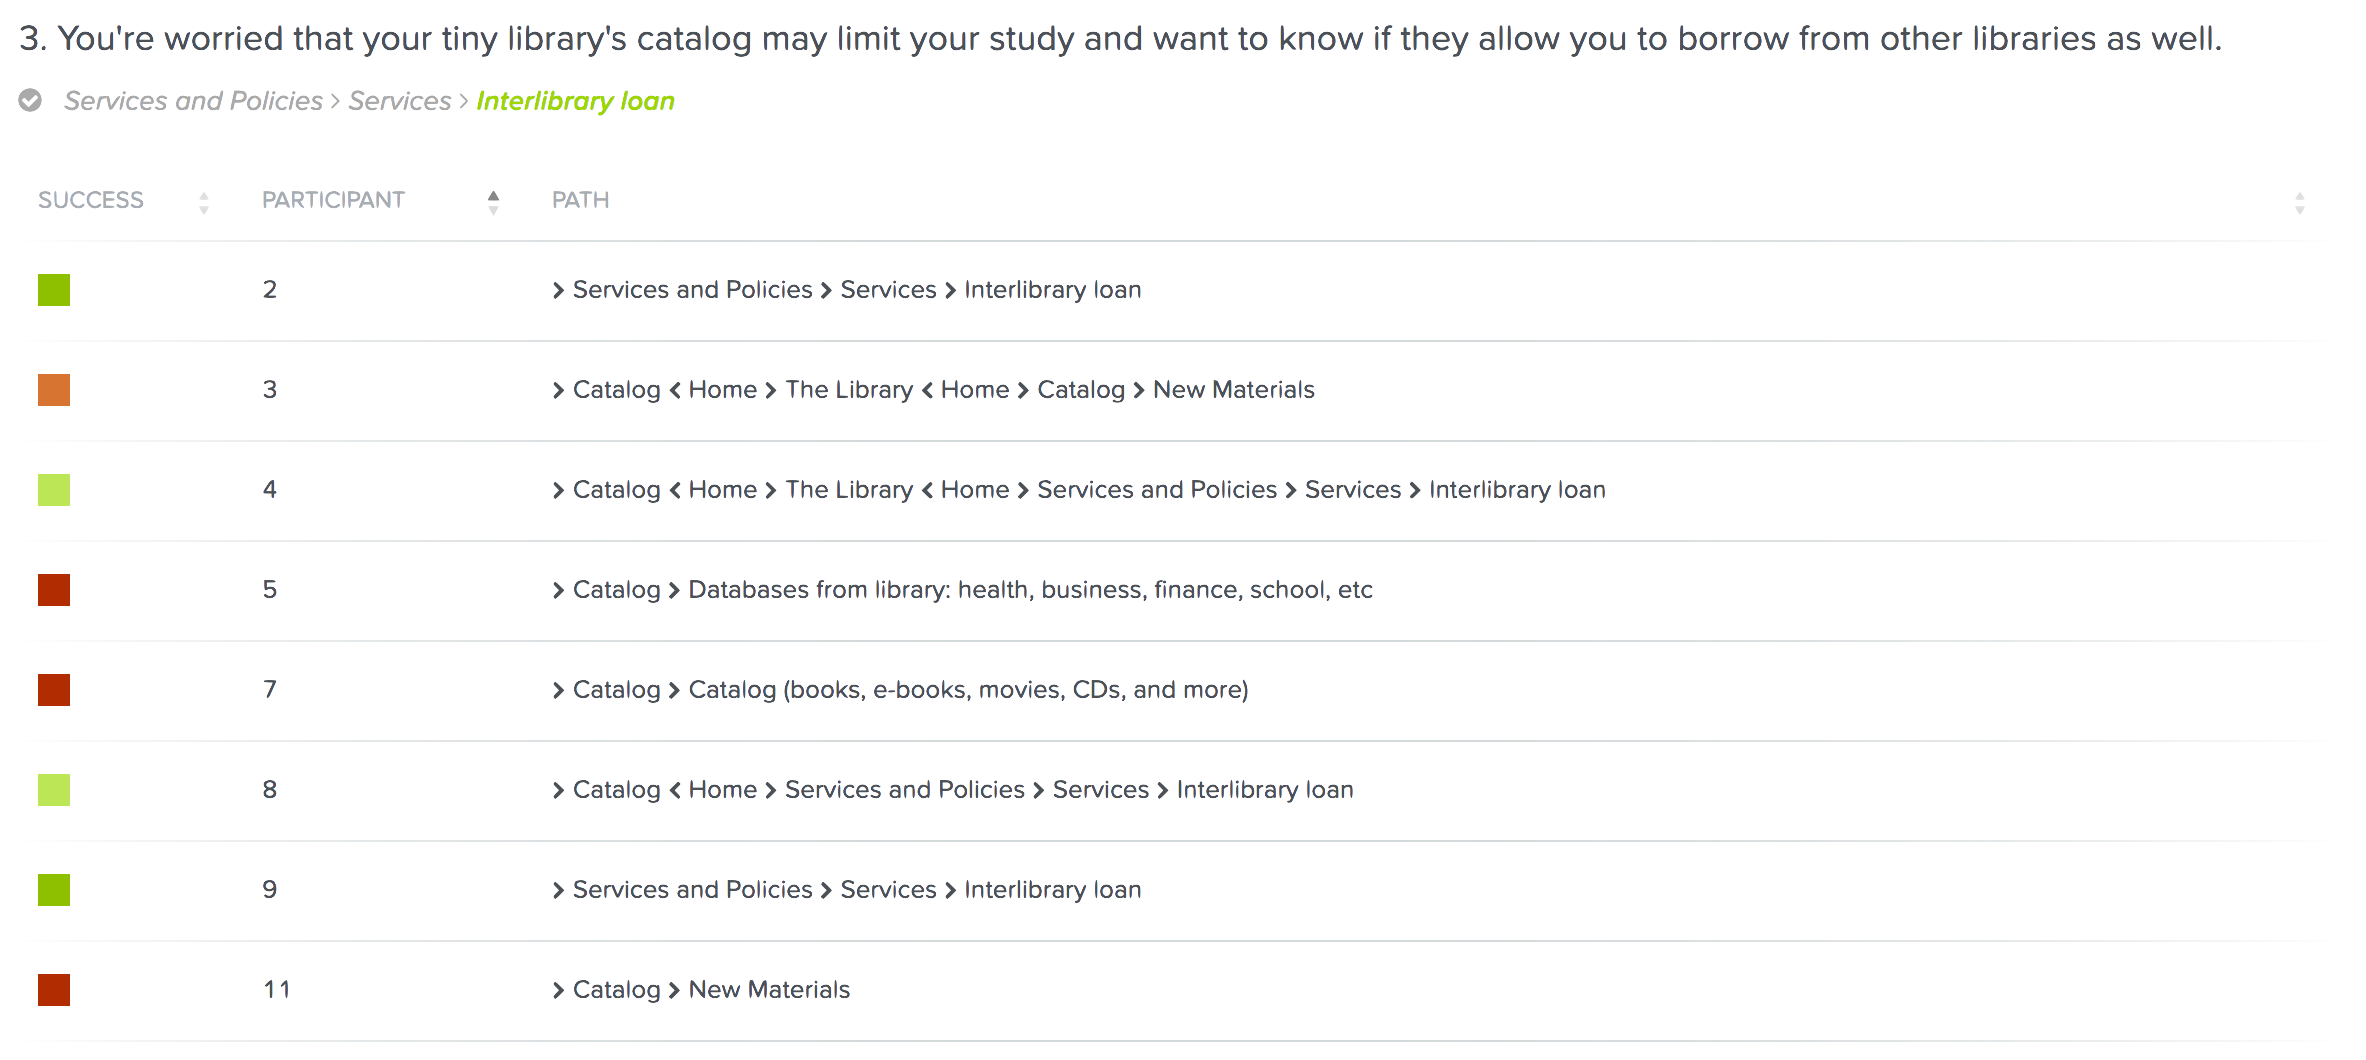 3. You're worried that your tiny library's catalog may limit your study and want to know if they allow you to borrow from other libraries as well.
Services and Policies > Services > Interlibrary loan
SUCCESS PARTICIPANT PATH
2 > Services and Policies > Services > Interlibrary loan
3 > Catalog < Home > The Library < Home > Catalog > New Materials
4 > Catalog < Home > The Library < Home > Services and Policies > Services > Interlibrary loan
5 > Catalog > Databases from library: health, business, finance, school, etc
7 > Catalog > Catalog (books, e-books, movies, CDs, and more)
8 > Catalog < Home > Services and Policies > Services > Interlibrary loan
9 > Services and Policies > Services > Interlibrary loan
11 > Catalog > New Materials